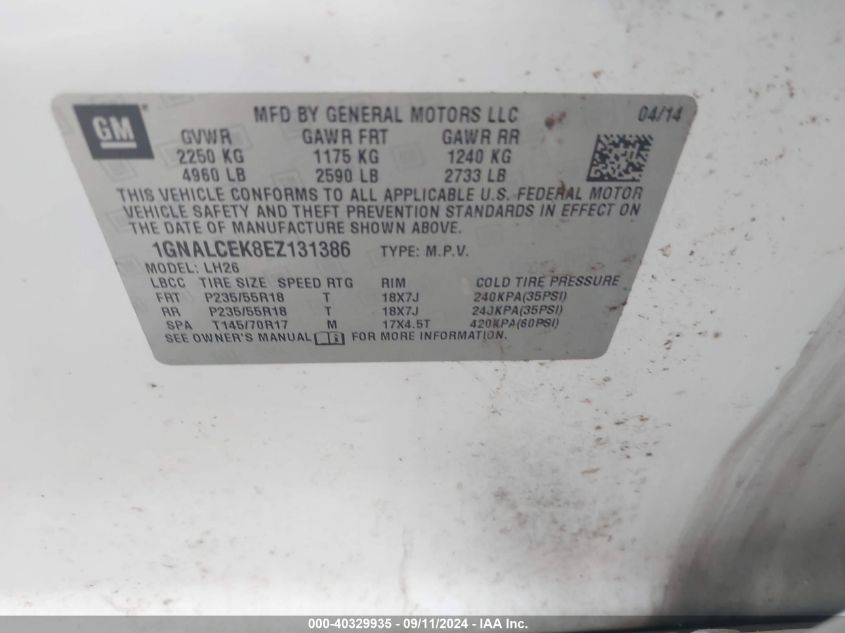 GM
MFD BY GENERAL MOTORS LLC 04/14
GVWR GAWR FRT GAWR RR
2250 KG 1175 KG 1240 KG
4960 LB 2590 LB 2733 LB
THIS VEHICLE CONFORMS TO ALL APPLICABLE U.S. FEDERAL MOTOR
VEHICLE SAFETY AND THEFT PREVENTION STANDARDS IN EFFECT ON
THE DATE OF MANUFACTURE SHOWN ABOVE.
1GNALCEK8EZ131386 TYPE: M.P.V.
MODEL: LH26
LBCC TIRE SIZE SPEED RTG RIM COLD TIRE PRESSURE
FRT P235/55R18 T 18X7J 240KPA(35PSI)
RR P235/55R18 T 18X7J 240KPA(35PSI)
SPA T145/70R17 M 17X4.5T 420KPA(60PSI)
SEE OWNER'S MANUAL FOR MORE INFORMATION.
000-40329935 - 09/11/2024 - IAA Inc.